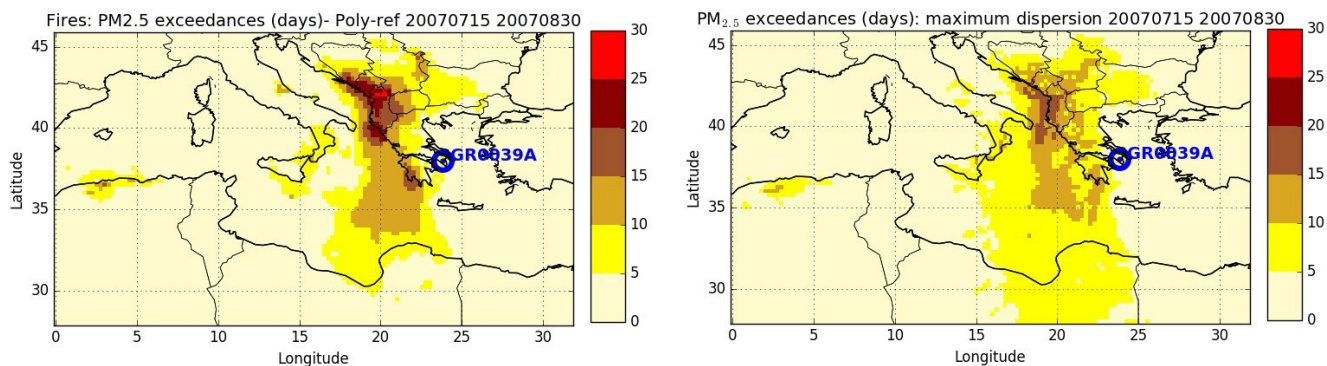 Fires: PM2.5 exceedances (days)- Poly-ref 20070715 20070830
45
40
35
30
Latitude
0 5 10 15 20 25 30
Longitude
GR0039A
30
25
20
15
10
5
0
PM₂.₅ exceedances (days): maximum dispersion 20070715 20070830
45
40
35
30
Latitude
0 5 10 15 20 25 30
Longitude
GR0039A
30
25
20
15
10
5
0